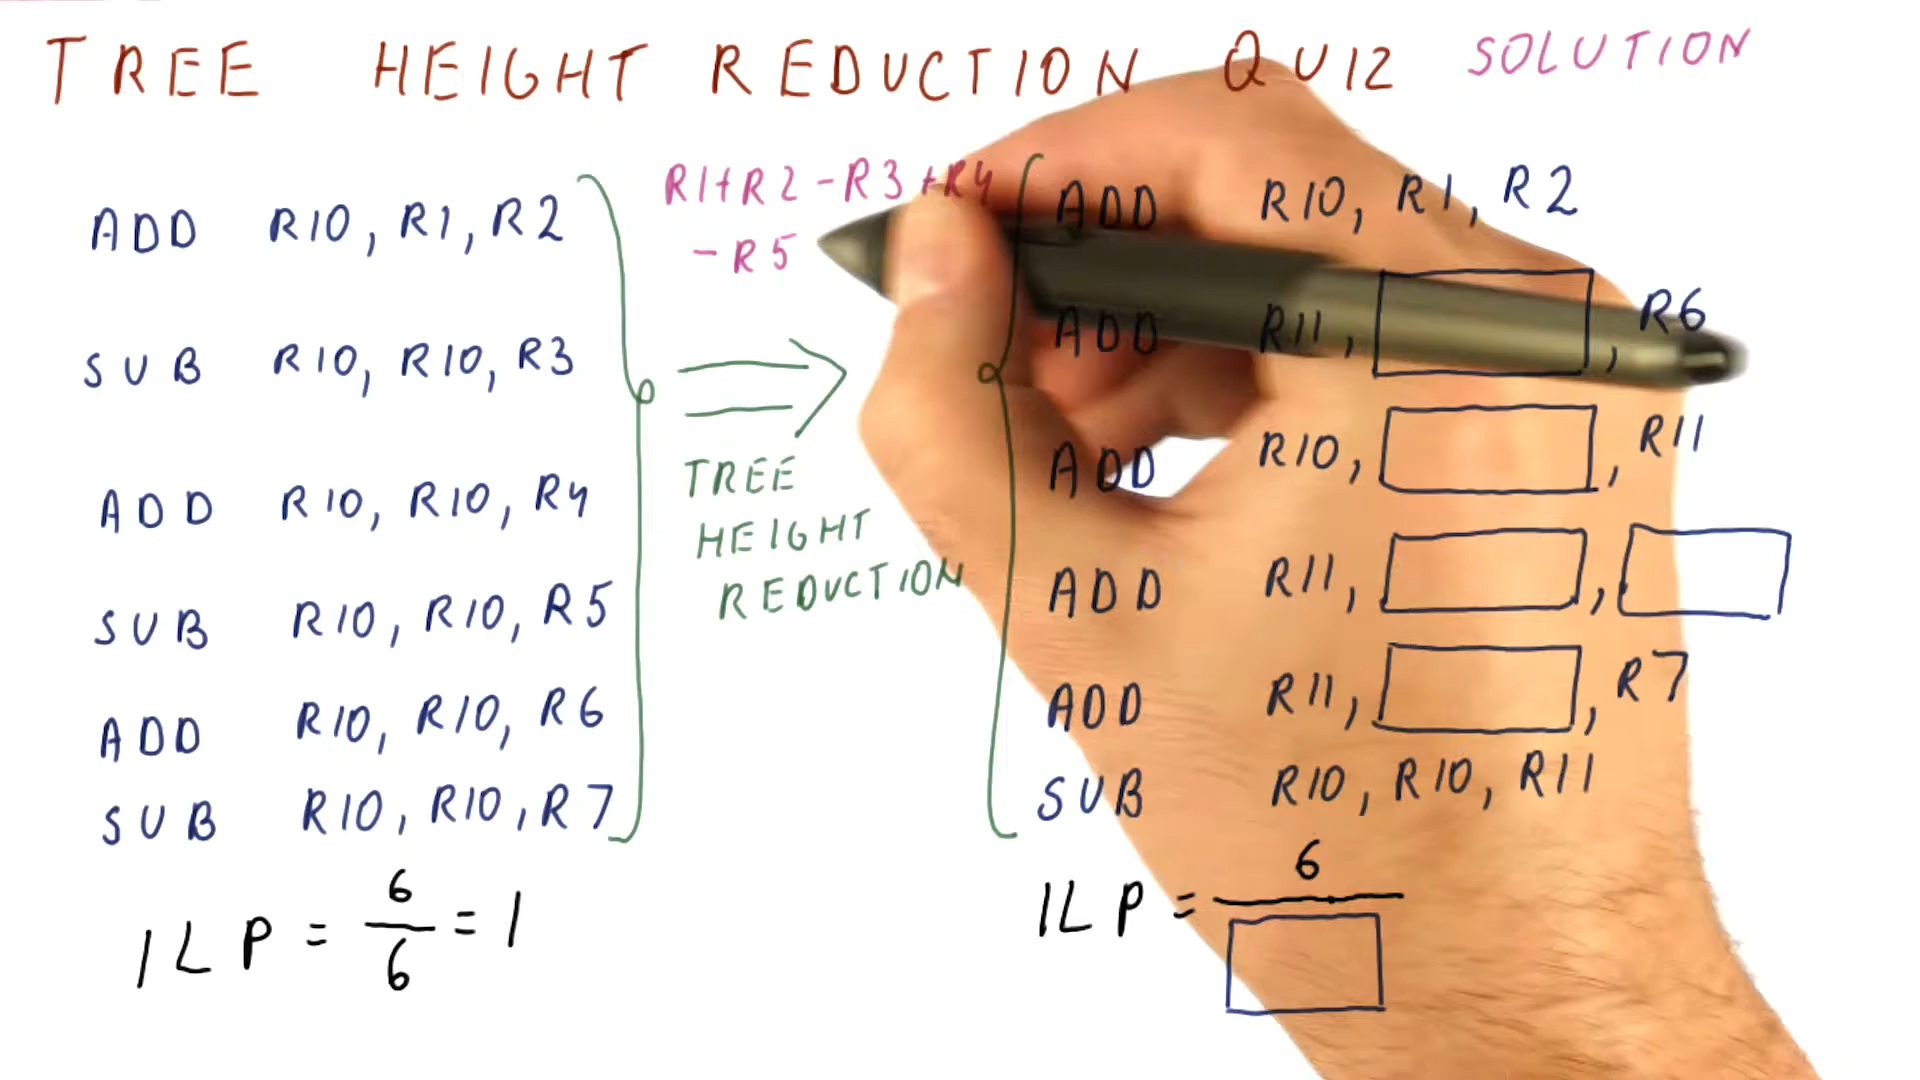 TREE HEIGHT REDUCTION QUIZ SOLUTION
ADD R10, R1, R2
SUB R10, R10, R3
ADD R10, R10, R4
SUB R10, R10, R5
ADD R10, R10, R6
SUB R10, R10, R7
ILP = 6/6 = 1
R1+R2-R3+R4
-R5
TREE
HEIGHT
REDUCTION
ADD R10, R1, R2
ADD R11, , R6
ADD R10, , R11
ADD R11, ,
ADD R11, , R7
SUB R10, R10, R11
ILP = 6